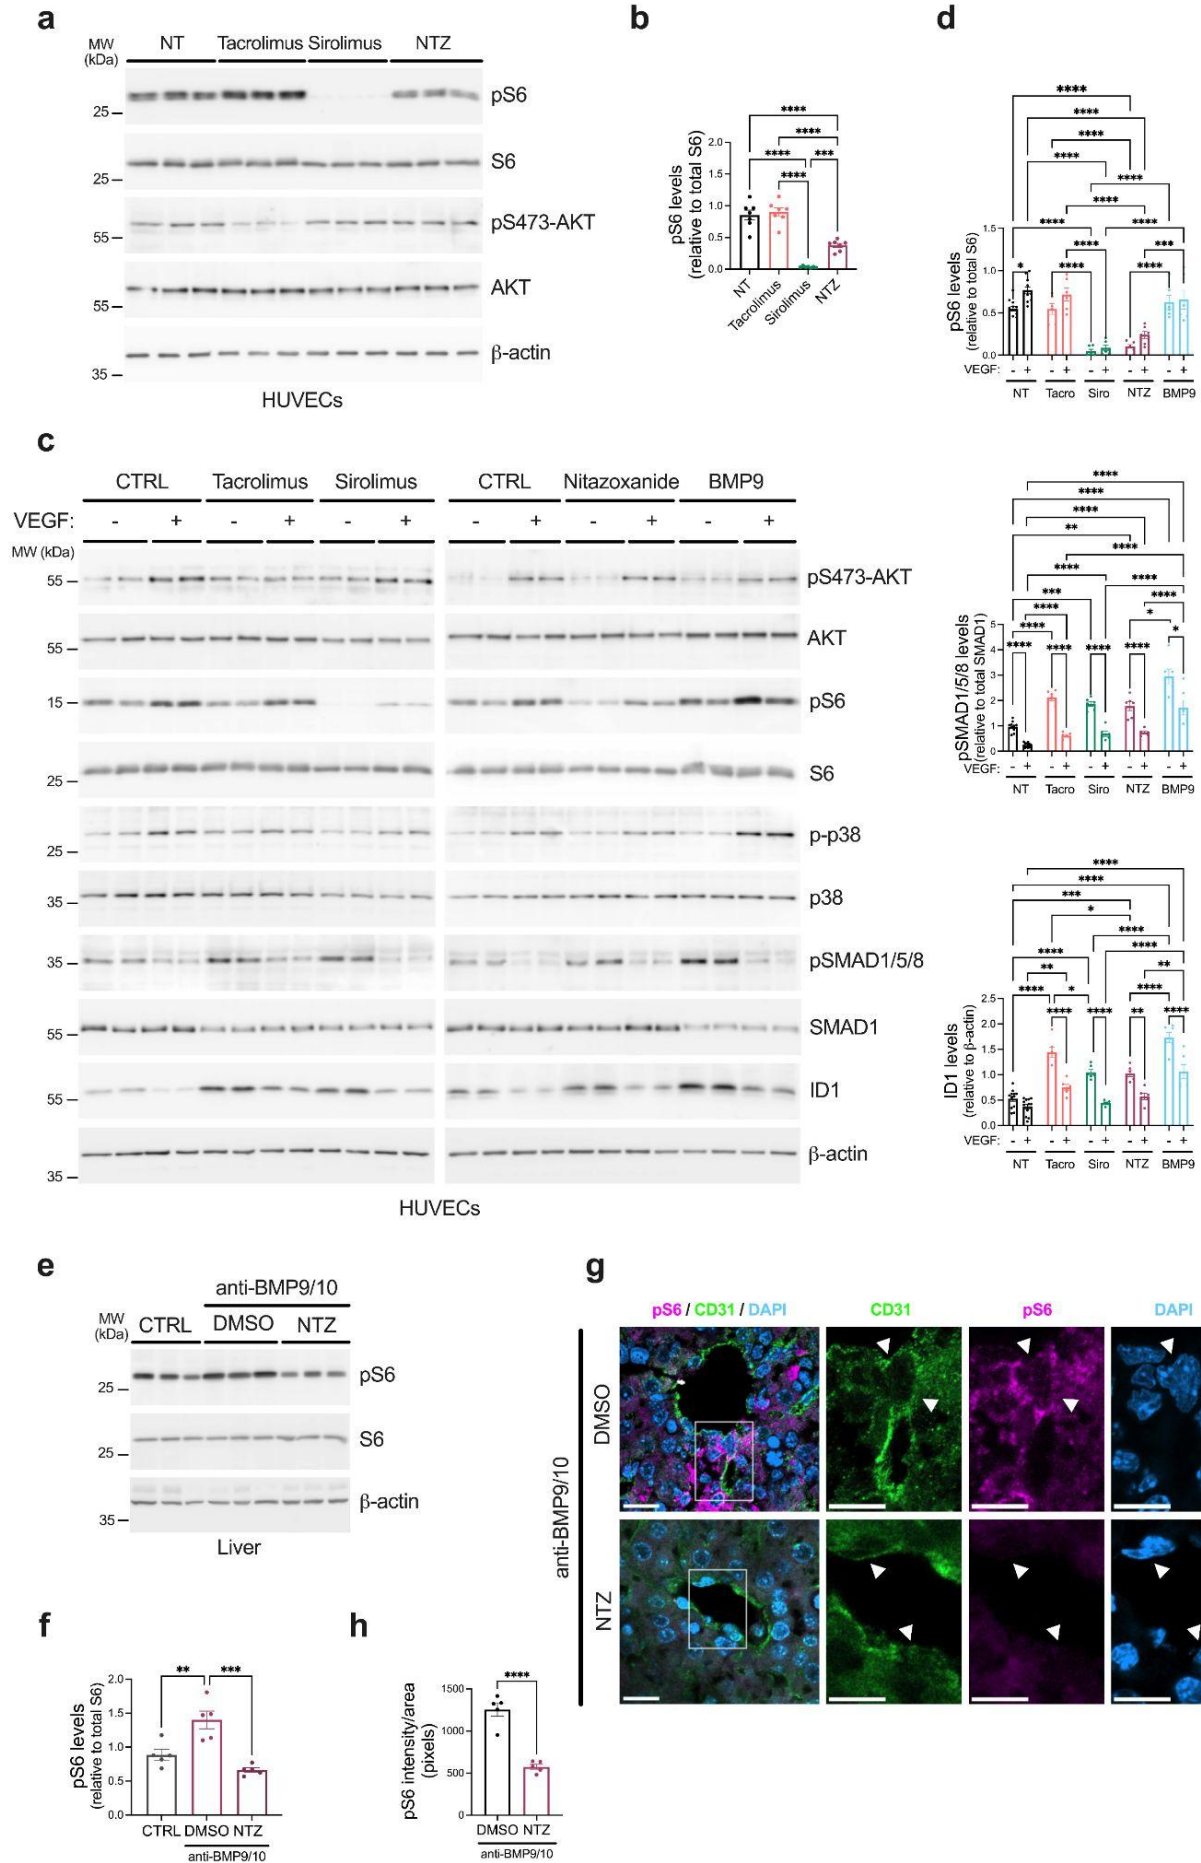 a
MW
(kDa)
NT Tacrolimus Sirolimus NTZ
pS6
25
S6
25
pS473-AKT
55
AKT
55
β-actin
35
HUVECs
b
pS6 levels
(relative to total S6)
2.0
1.5
1.0
0.5
0.0
****
****
**** ***
****
NT
Tacrolimus
Sirolimus
NTZ
c
CTRL Tacrolimus Sirolimus CTRL Nitazoxanide BMP9
VEGF: - + - + - + - + - + - +
MW (kDa)
55 pS473-AKT
AKT
55
15 pS6
S6
25
p-p38
25
p38
35
35 pSMAD1/5/8
SMAD1
55
ID1
55
β-actin
35
HUVECs
d
pS6 levels
(relative to total S6)
****
****
****
****
****
****
**** ****
**** ***
* **** ****
1.5
1.0
0.5
0.0
VEGF: - + - + - + - + - +
NT Tacro Siro NTZ BMP9
pSMAD1/5/8 levels
(relative to total SMAD1)
****
****
****
**
****
****
****
***
**** ****
**** * *
**** **** **** ****
5
4
3
2
1
0
VEGF: - + - + - + - + - +
NT Tacro Siro NTZ BMP9
ID1 levels
(relative to β-actin)
****
****
***
*
****
**** ****
** **
**** * ****
**** **** ** ****
2.5
2.0
1.5
1.0
0.5
0.0
VEGF: - + - + - + - + - +
NT Tacro Siro NTZ BMP9
e
anti-BMP9/10
MW
(kDa)
CTRL DMSO NTZ
pS6
25
S6
25
β-actin
35
Liver
f
pS6 levels
(relative to total S6)
2.0
1.5
1.0
0.5
0.0
** ***
CTRL DMSO NTZ
anti-BMP9/10
h
pS6 intensity/area
(pixels)
1500
1000
500
0
****
DMSO NTZ
anti-BMP9/10
g
pS6 / CD31 / DAPI CD31 pS6 DAPI
anti-BMP9/10
DMSO
NTZ